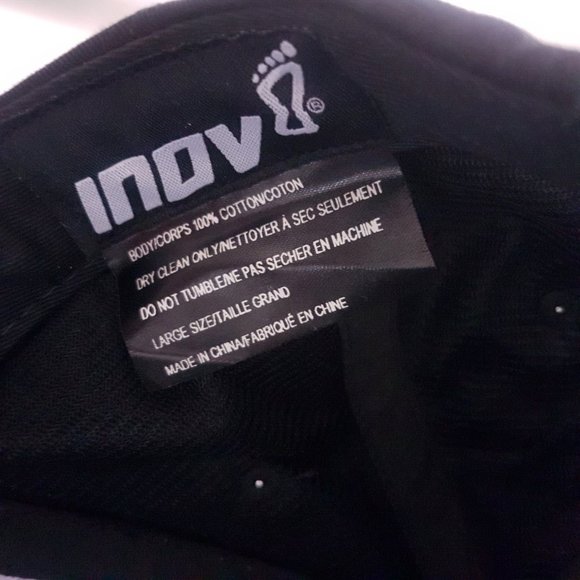 INOV8®
BODY/CORPS 100% COTTON/COTON
DRY CLEAN ONLY/NETTOYER À SEC SEULEMENT
DO NOT TUMBLE/NE PAS SECHER EN MACHINE
LARGE SIZE/TAILLE GRAND
MADE IN CHINA/FABRIQUÉ EN CHINE